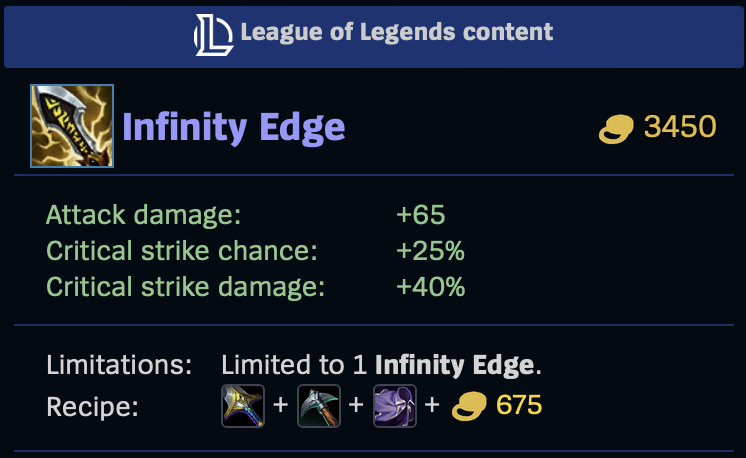 League of Legends content
Infinity Edge 3450
Attack damage: +65
Critical strike chance: +25%
Critical strike damage: +40%
Limitations: Limited to 1 Infinity Edge.
Recipe: + + + 675